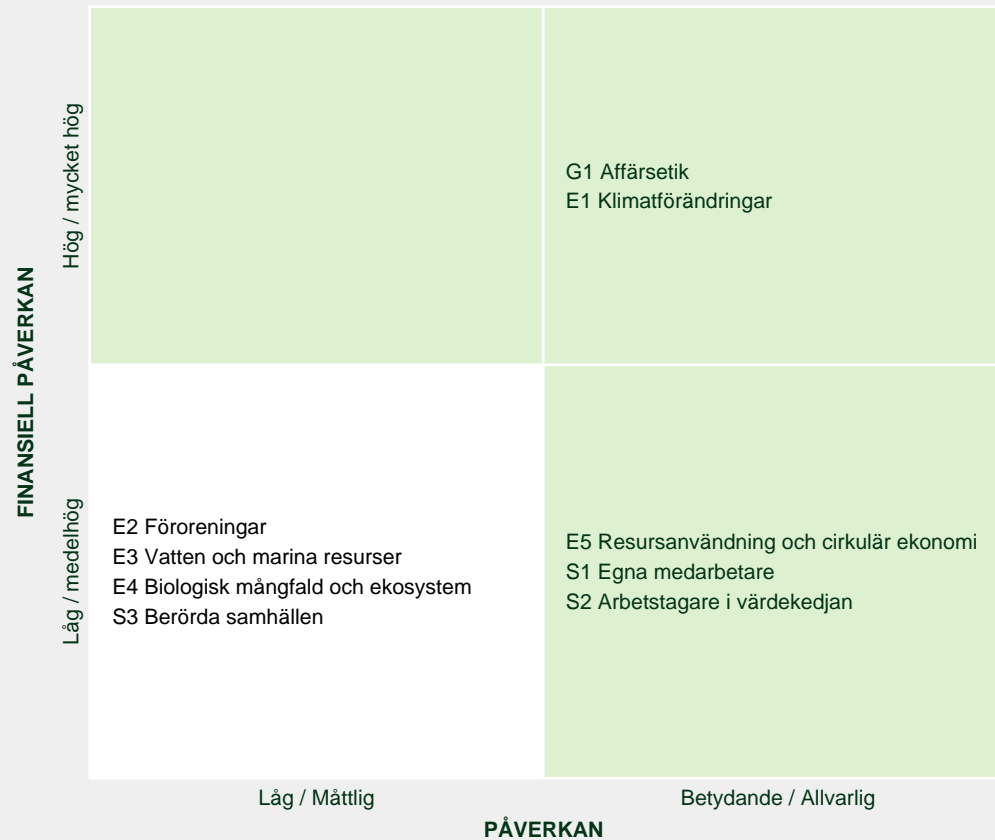 FINANSIELL PÅVERKAN
Hög / mycket hög
G1 Affärsetik
E1 Klimatförändringar
Låg / medelhög
E2 Föroreningar
E3 Vatten och marina resurser
E4 Biologisk mångfald och ekosystem
S3 Berörda samhällen
E5 Resursanvändning och cirkulär ekonomi
S1 Egna medarbetare
S2 Arbetstagare i värdekedjan
Låg / Måttlig
Betydande / Allvarlig
PÅVERKAN